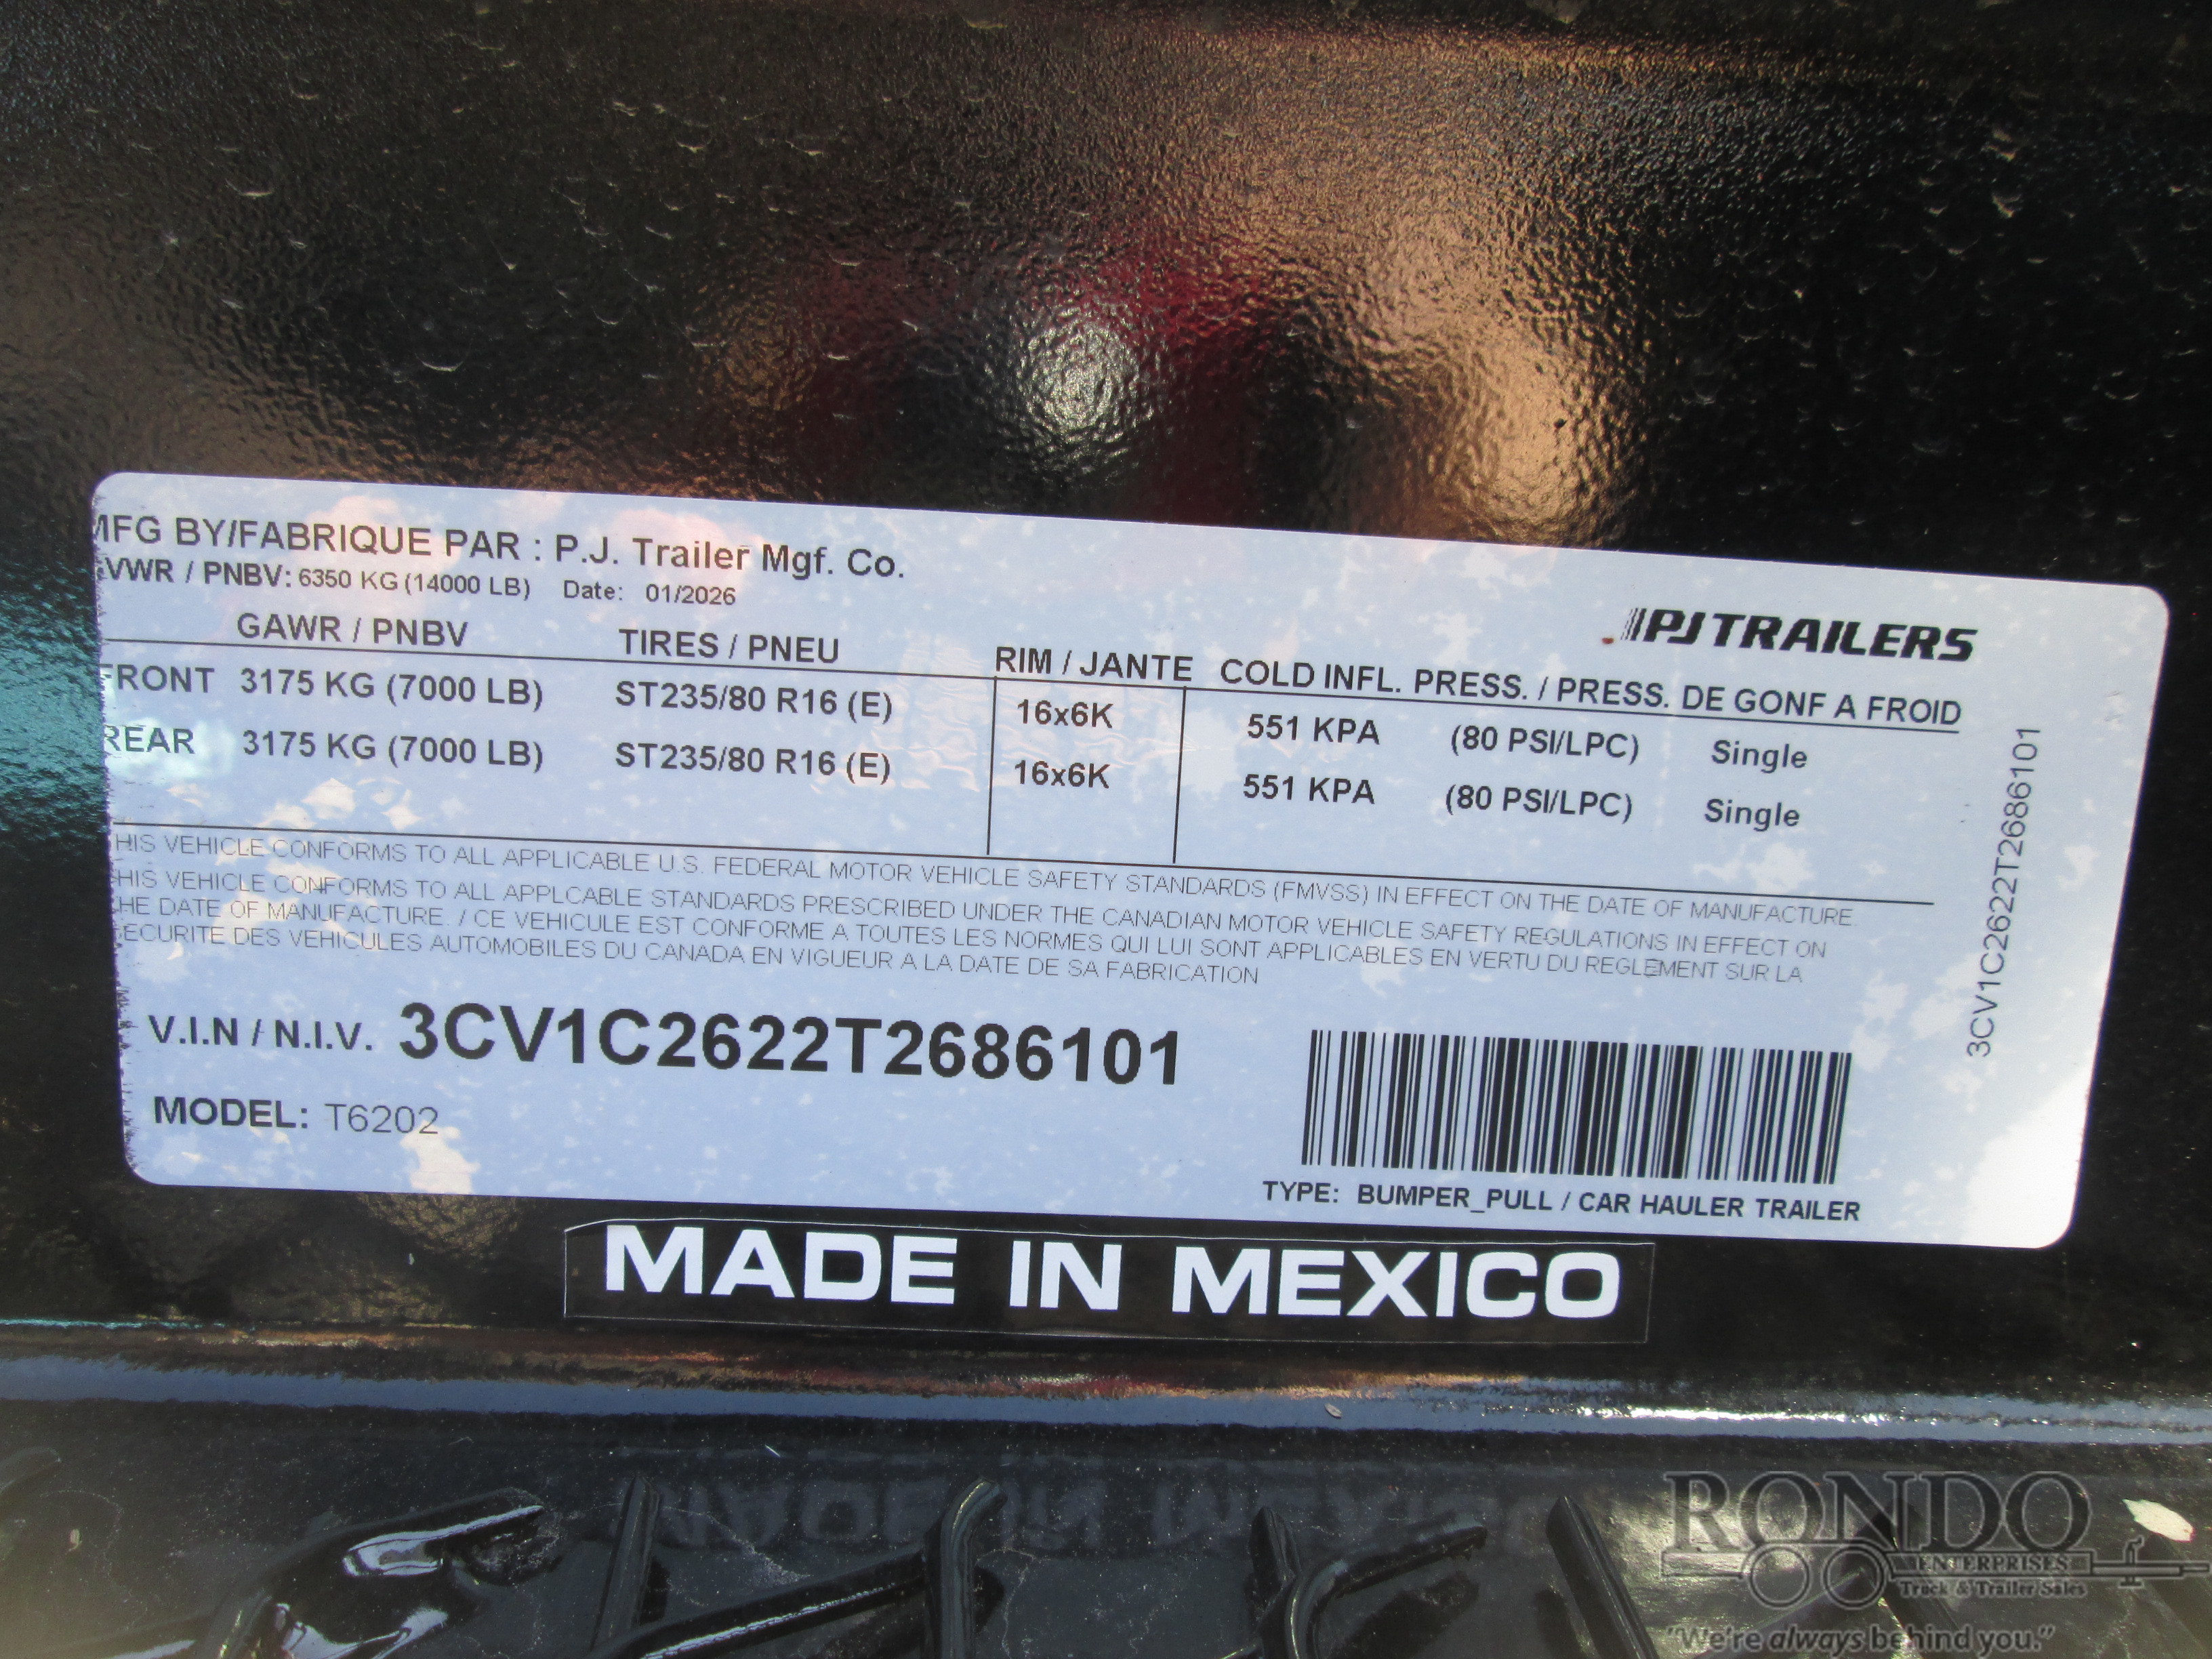 MFG BY/FABRIQUE PAR : P.J. Trailer Mgf. Co.
GVWR / PNBV: 6350 KG (14000 LB) Date: 01/2026
PJ TRAILERS
GAWR / PNBV TIRES / PNEU RIM / JANTE COLD INFL. PRESS. / PRESS. DE GONF A FROID
FRONT 3175 KG (7000 LB) ST235/80 R16 (E) 16x6K 551 KPA (80 PSI/LPC) Single
REAR 3175 KG (7000 LB) ST235/80 R16 (E) 16x6K 551 KPA (80 PSI/LPC) Single
HIS VEHICLE CONFORMS TO ALL APPLICABLE U.S. FEDERAL MOTOR VEHICLE SAFETY STANDARDS (FMVSS) IN EFFECT ON THE DATE OF MANUFACTURE.
HIS VEHICLE CONFORMS TO ALL APPLCABLE STANDARDS PRESCRIBED UNDER THE CANADIAN MOTOR VEHICLE SAFETY REGULATIONS IN EFFECT ON
HE DATE OF MANUFACTURE. / CE VEHICULE EST CONFORME A TOUTES LES NORMES QUI LUI SONT APPLICABLES EN VERTU DU REGLEMENT SUR LA
ECURITE DES VEHICULES AUTOMOBILES DU CANADA EN VIGUEUR A LA DATE DE SA FABRICATION
V.I.N / N.I.V. 3CV1C2622T2686101
MODEL: T6202
TYPE: BUMPER_PULL / CAR HAULER TRAILER
3CV1C2622T2686101
MADE IN MEXICO
RONDO
ENTERPRISES
Truck & Trailer Sales
"We're always behind you."